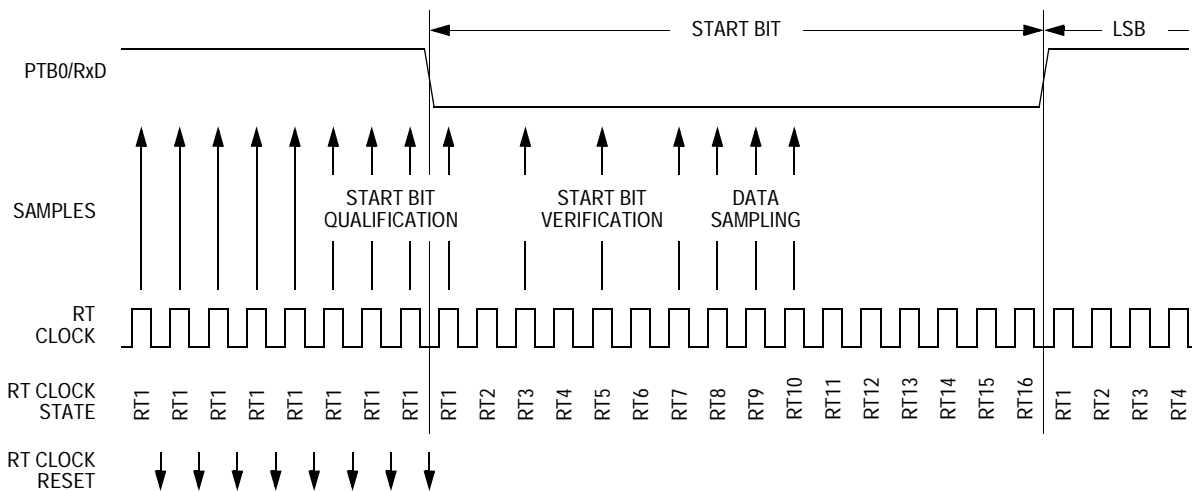 START BIT
LSB
PTB0/RxD
SAMPLES
START BIT
QUALIFICATION
START BIT
VERIFICATION
DATA
SAMPLING
RT
CLOCK
RT CLOCK
STATE
RT1 RT1 RT1 RT1 RT1 RT1 RT1 RT1 RT1 RT2 RT3 RT4 RT5 RT6 RT7 RT8 RT9 RT10 RT11 RT12 RT13 RT14 RT15 RT16 RT1 RT2 RT3 RT4
RT CLOCK
RESET